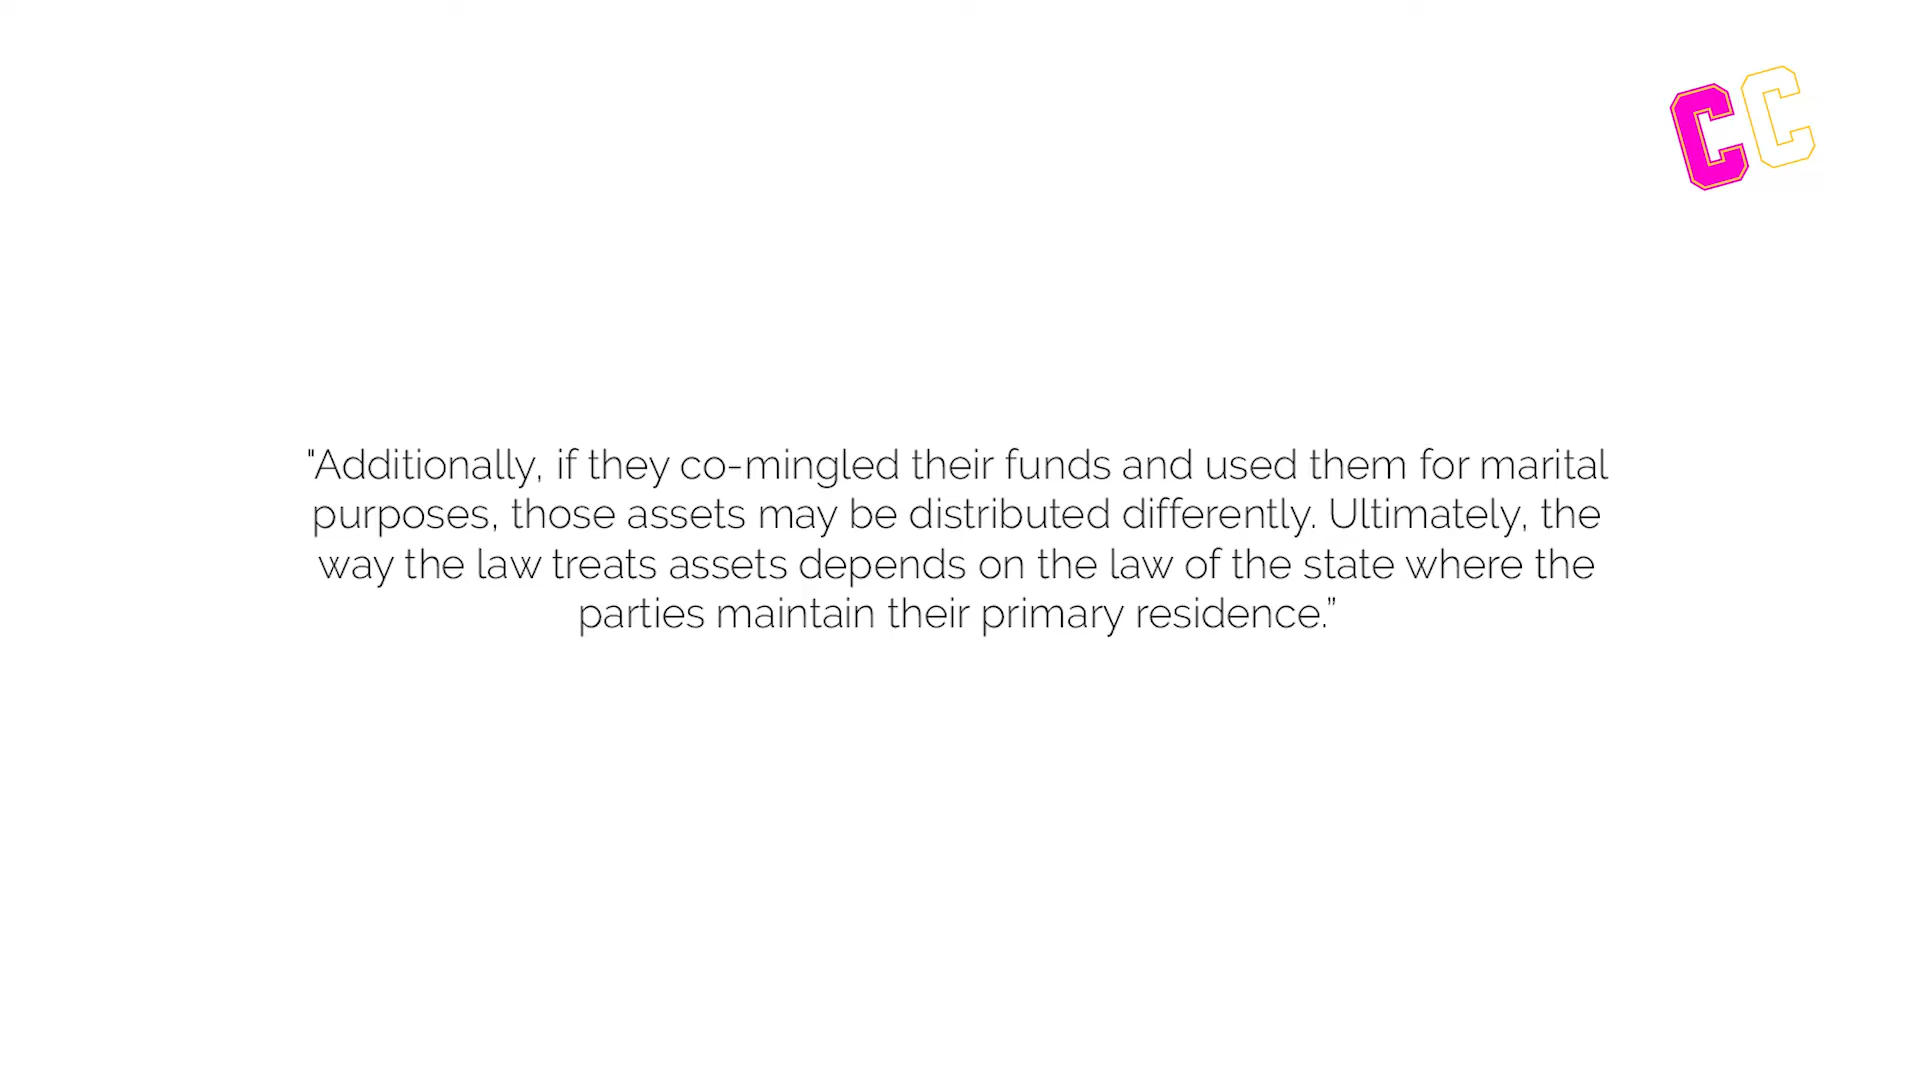 CC
"Additionally, if they co-mingled their funds and used them for marital
purposes, those assets may be distributed differently. Ultimately, the
way the law treats assets depends on the law of the state where the
parties maintain their primary residence.”